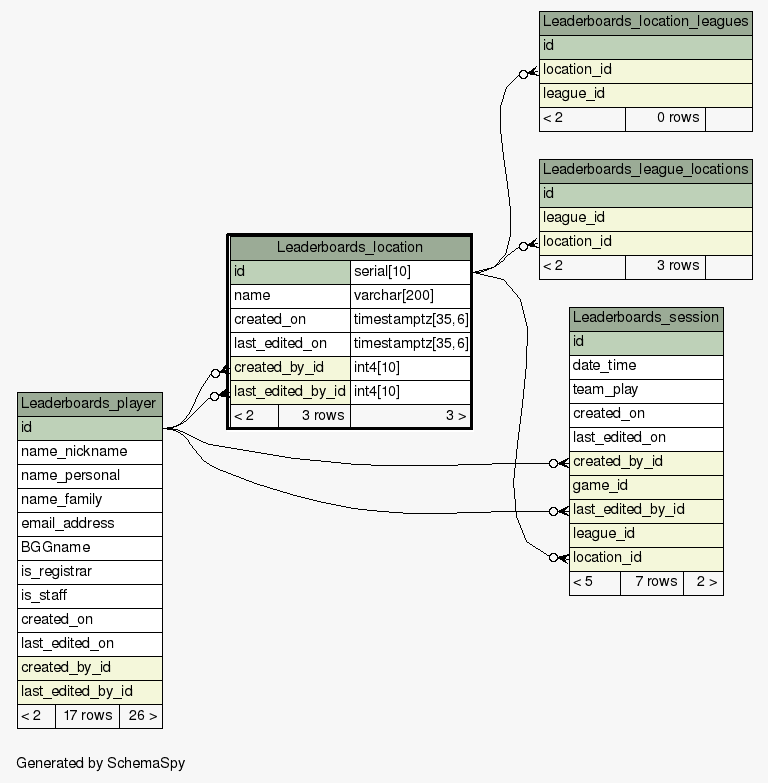 Leaderboards_location_leagues
id
location_id
league_id
< 2 0 rows
Leaderboards_league_locations
id
league_id
location_id
< 2 3 rows
Leaderboards_location
id serial[10]
name varchar[200]
created_on timestamptz[35,6]
last_edited_on timestamptz[35,6]
created_by_id int4[10]
last_edited_by_id int4[10]
< 2 3 rows 3 >
Leaderboards_session
id
date_time
team_play
created_on
last_edited_on
created_by_id
game_id
last_edited_by_id
league_id
location_id
< 5 7 rows 2 >
Leaderboards_player
id
name_nickname
name_personal
name_family
email_address
BGGname
is_registrar
is_staff
created_on
last_edited_on
created_by_id
last_edited_by_id
< 2 17 rows 26 >
Generated by SchemaSpy